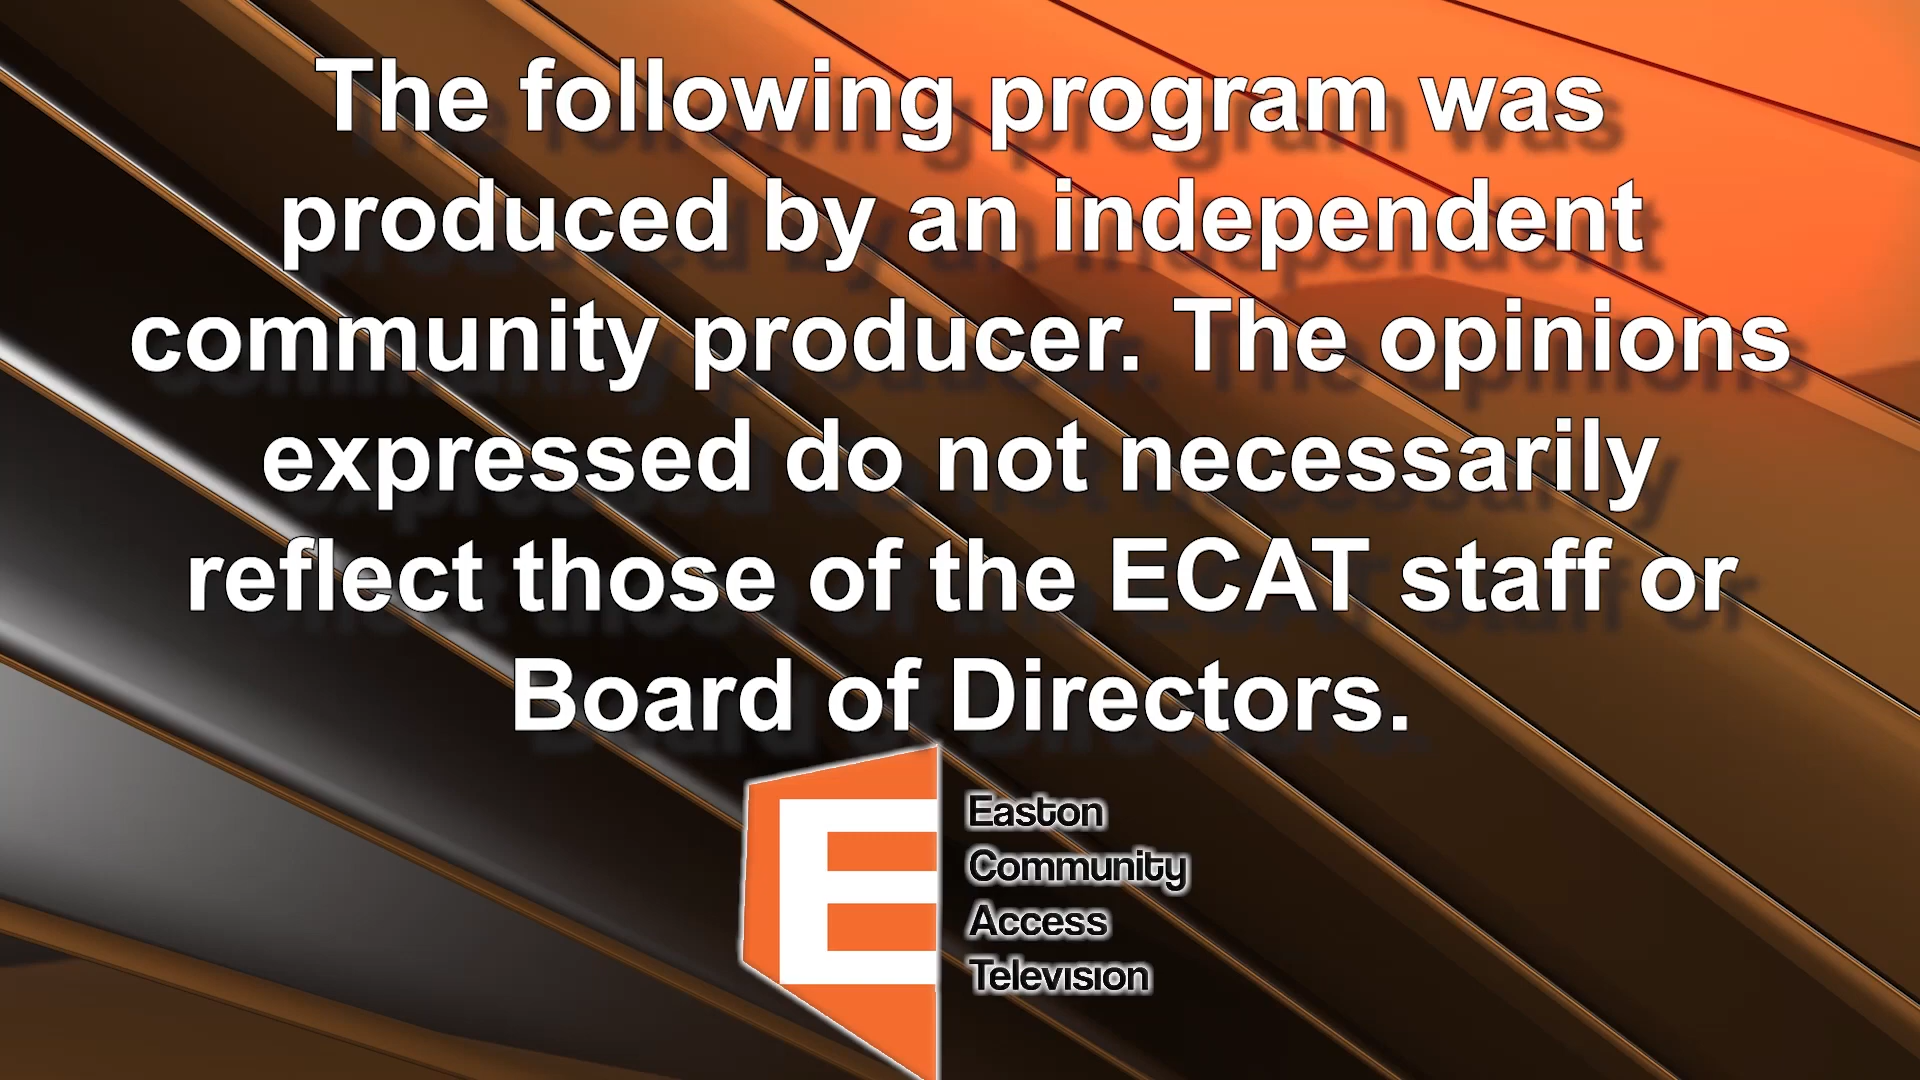 The following program was
produced by an independent
community producer. The opinions
expressed do not necessarily
reflect those of the ECAT staff or
Board of Directors.
E
Easton
Community
Access
Television